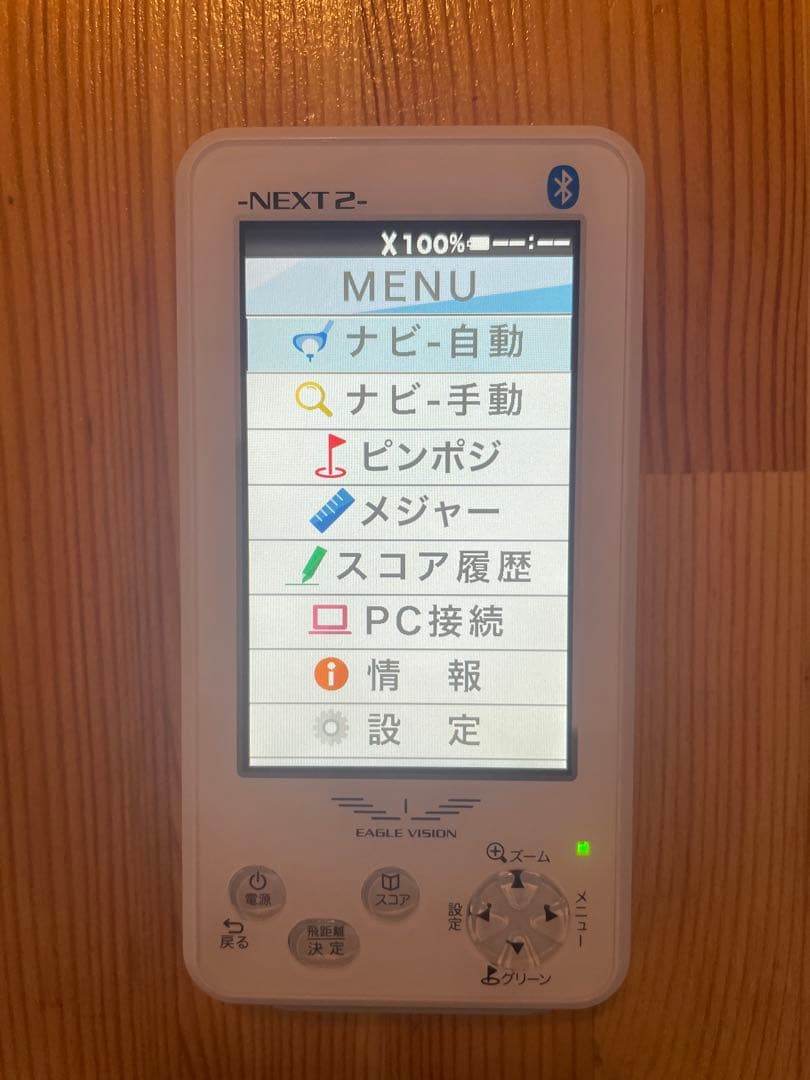 -NEXT2-
100% --:--
MENU
ナビ-自動
ナビ-手動
ピンポジ
メジャー
スコア履歴
PC接続
情　報
設　定
EAGLE VISION
ズーム
電源
スコア
設定
メニュー
戻る
飛距離
決定
グリーン